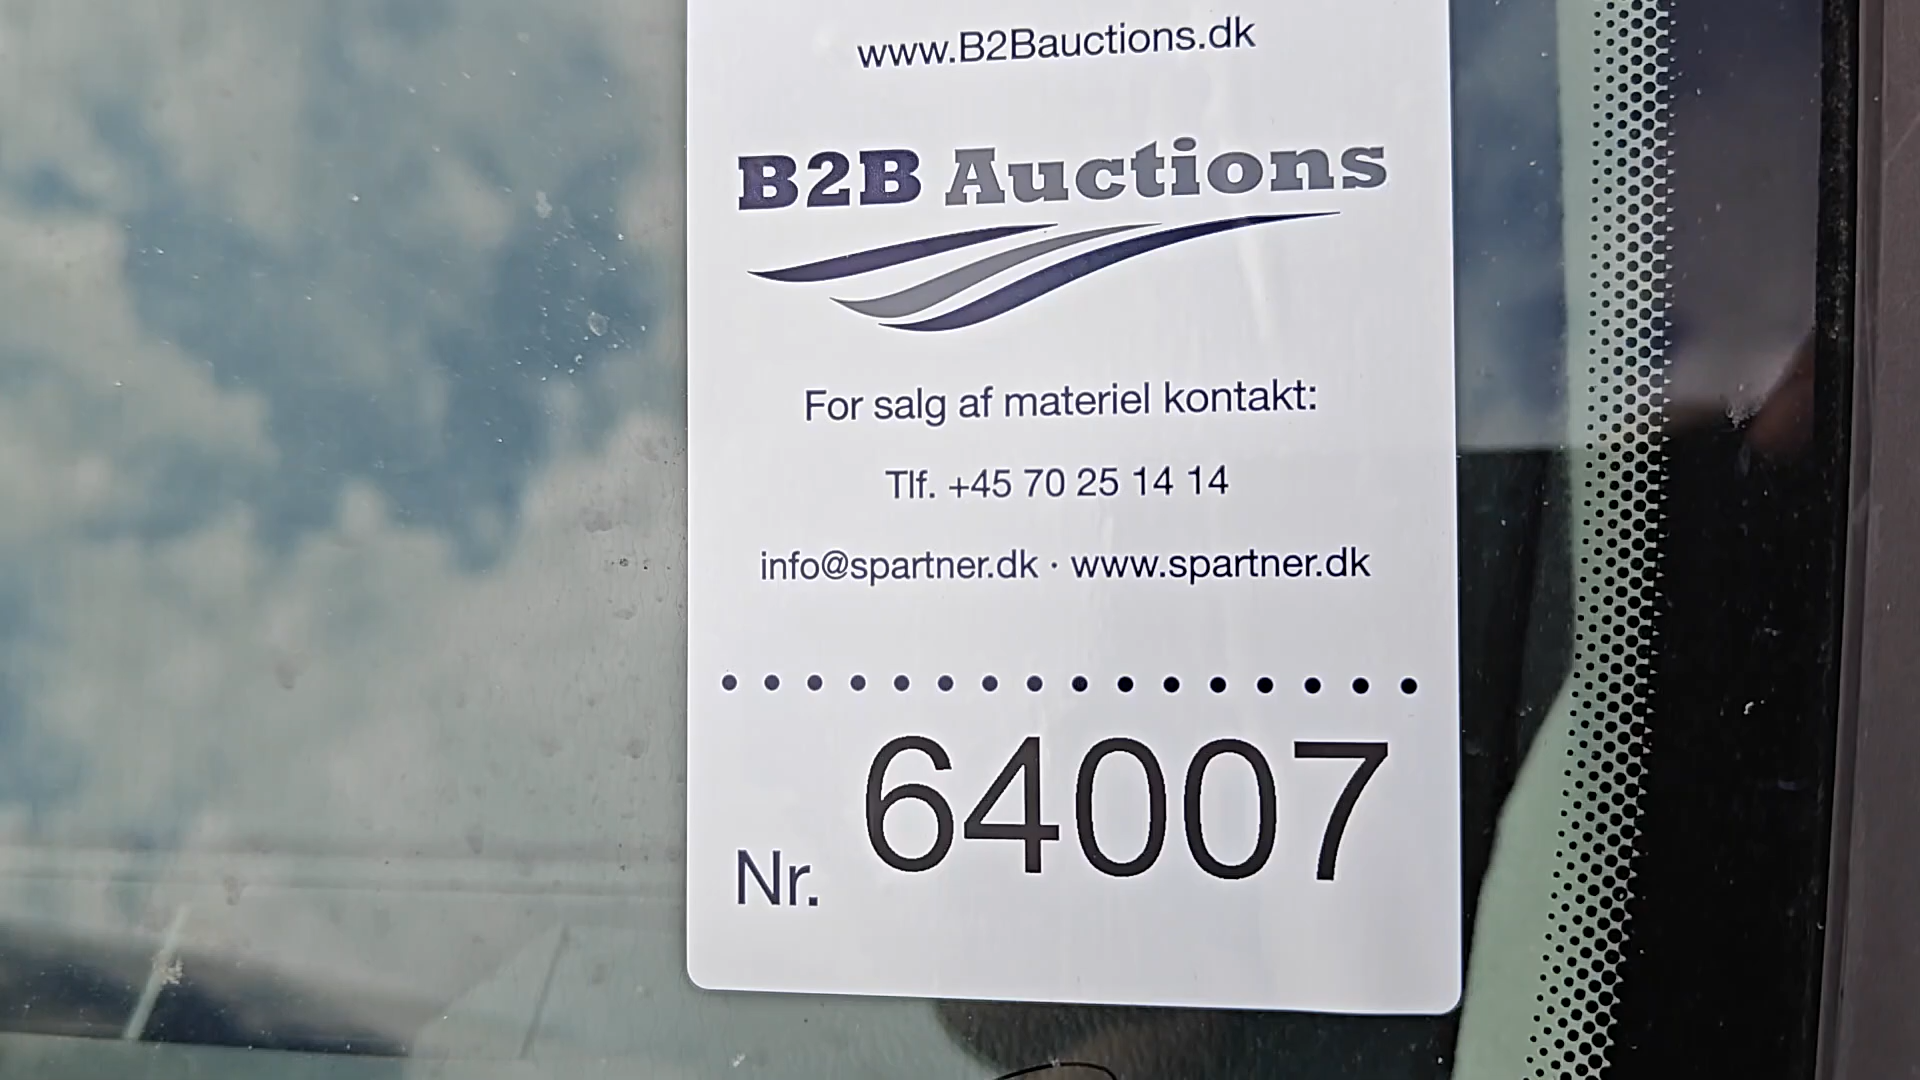 www.B2Bauctions.dk
B2B Auctions
For salg af materiel kontakt:
Tlf. +45 70 25 14 14
info@spartner.dk · www.spartner.dk
Nr. 64007